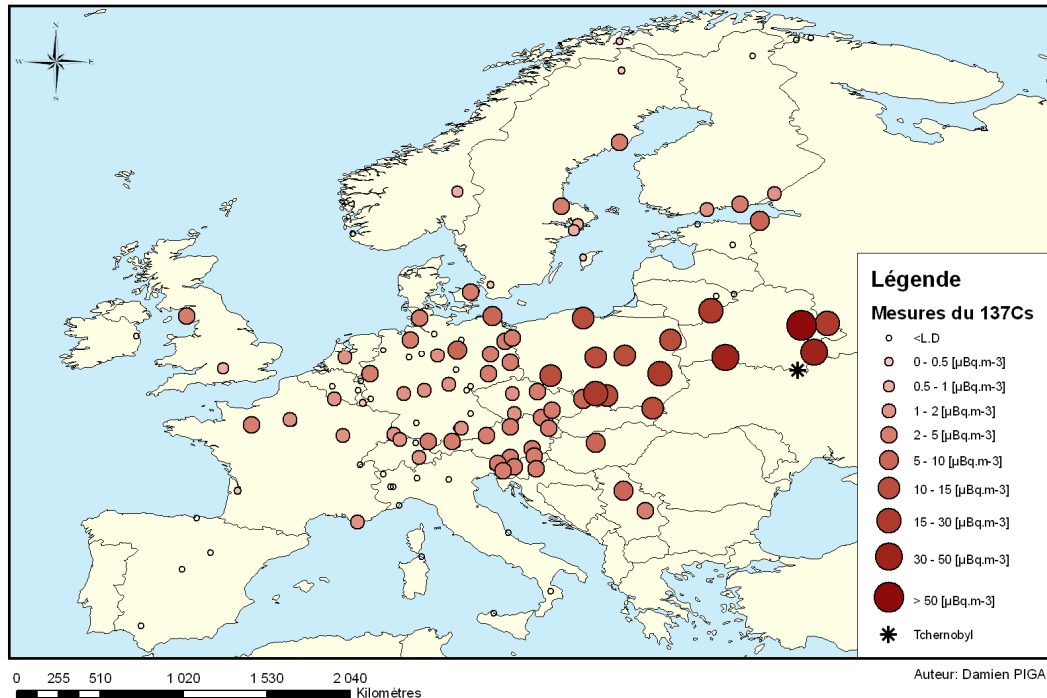 N
W
E
S
Légende
Mesures du 137Cs
<L.D
0 - 0.5 [µBq.m-3]
0.5 - 1 [µBq.m-3]
1 - 2 [µBq.m-3]
2 - 5 [µBq.m-3]
5 - 10 [µBq.m-3]
10 - 15 [µBq.m-3]
15 - 30 [µBq.m-3]
30 - 50 [µBq.m-3]
> 50 [µBq.m-3]
Tchernobyl
0 255 510 1 020 1 530 2 040
Kilomètres
Auteur: Damien PIGA